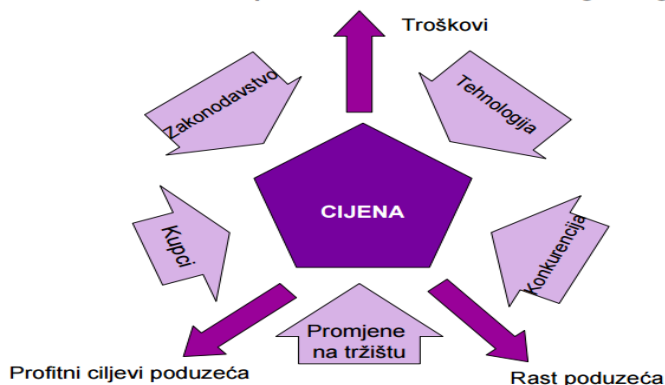 Troškovi
Zakonodavstvo
Tehnologija
CIJENA
Kupci
Konkurencija
Promjene
na tržištu
Profitni ciljevi poduzeća
Rast poduzeća